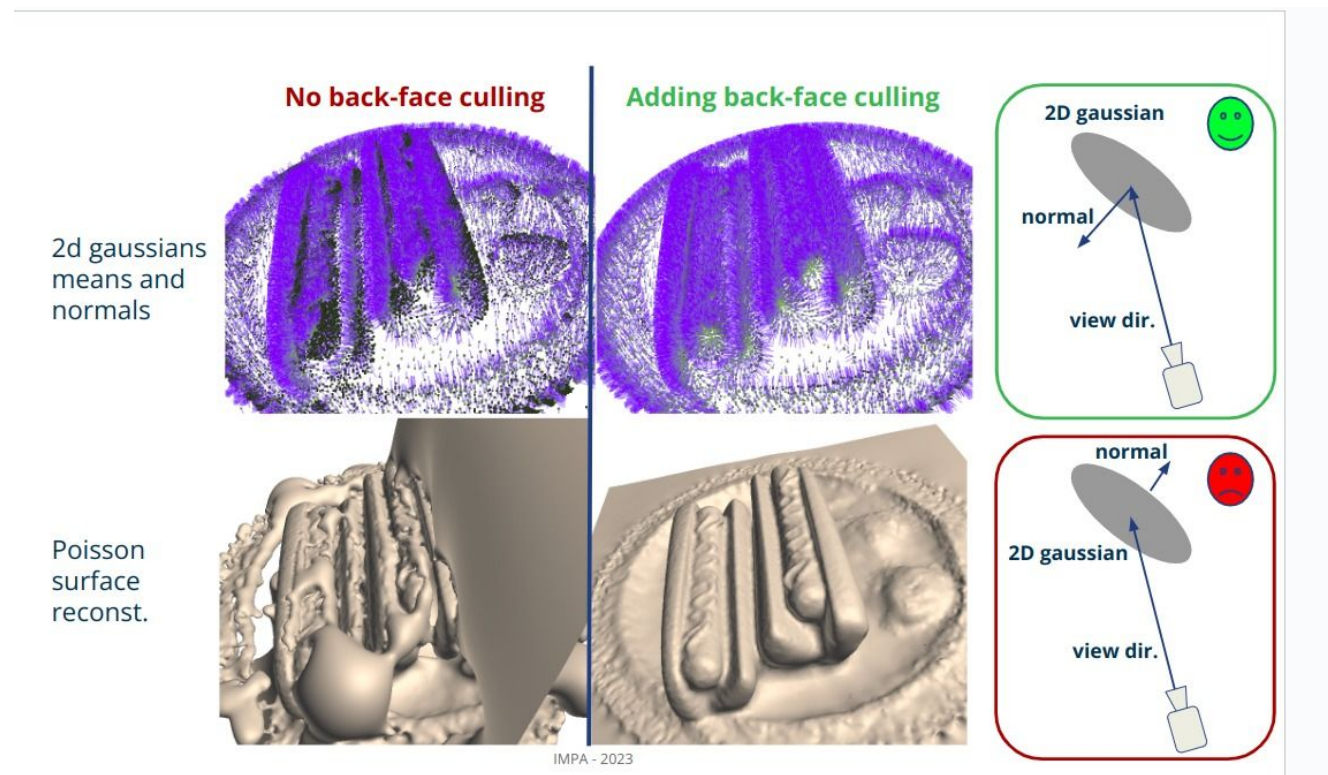 No back-face culling
Adding back-face culling
2d gaussians
means and
normals
Poisson
surface
reconst.
2D gaussian
normal
view dir.
normal
2D gaussian
view dir.
IMPA - 2023